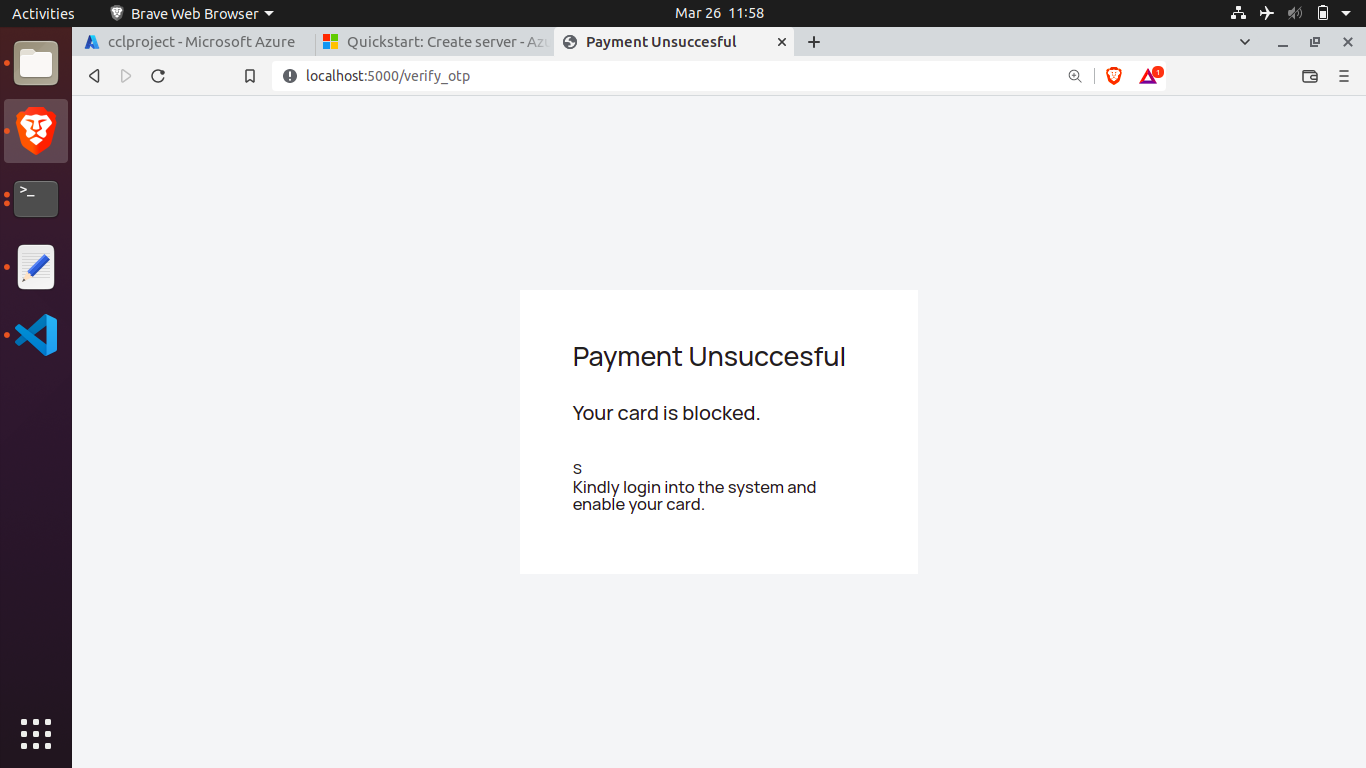 Activities Brave Web Browser Mar 26 11:58
cclproject - Microsoft Azure Quickstart: Create server - Azu Payment Unsuccesful
localhost:5000/verify_otp 1
>_
Payment Unsuccesful
Your card is blocked.
s
Kindly login into the system and
enable your card.